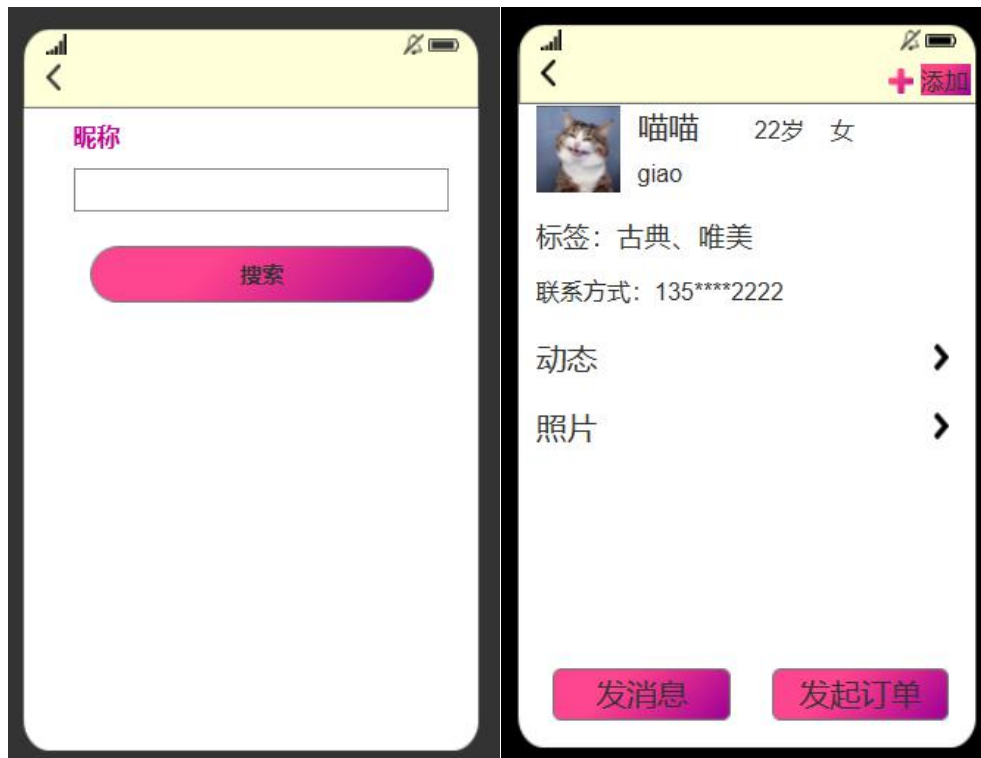 昵称
搜索
添加
喵喵 22岁 女
giao
标签：古典、唯美
联系方式：135****2222
动态
照片
发消息 发起订单